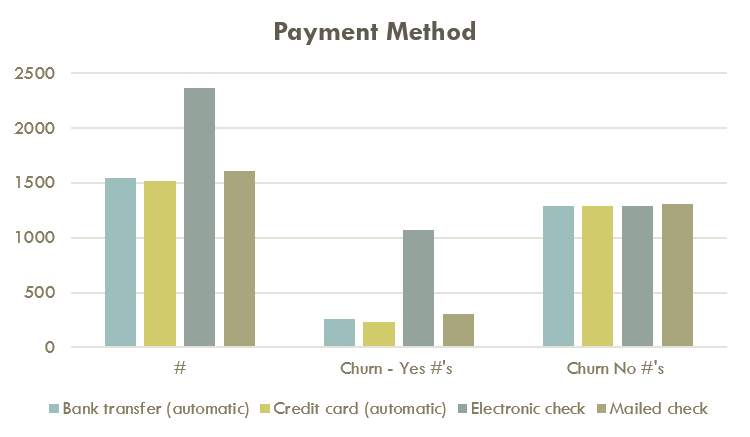 Payment Method
2500
2000
1500
1000
500
0
# Churn - Yes #'s Churn No #'s
Bank transfer (automatic) Credit card (automatic) Electronic check Mailed check